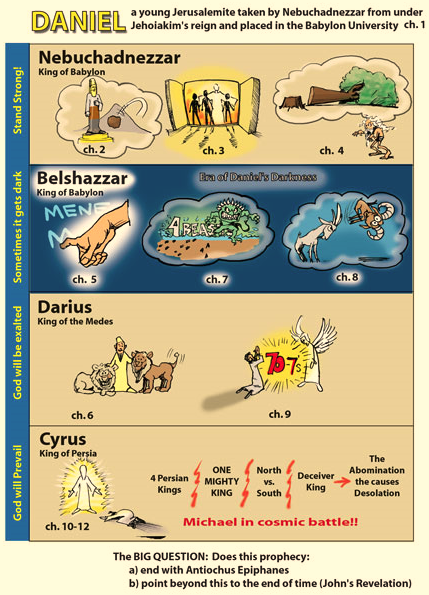 DANIEL
a young Jerusalemite taken by Nebuchadnezzar from under
Jehoiakim's reign and placed in the Babylon University ch. 1
Stand Strong!
Nebuchadnezzar
King of Babylon
ch. 2
ch. 3
ch. 4
Sometimes it gets dark
Belshazzar
King of Babylon
Era of Daniel's Darkness
MENE
M
AREAS
ch. 5
ch. 7
ch. 8
God will be exalted
Darius
King of the Medes
70-7s
ch. 6
ch. 9
God will Prevail
Cyrus
King of Persia
ch. 10-12
4 Persian
Kings
ONE
MIGHTY
KING
North
vs.
South
Deceiver
King
The
Abomination
the causes
Desolation
Michael in cosmic battle!!
The BIG QUESTION: Does this prophecy:
a) end with Antiochus Epiphanes
b) point beyond this to the end of time (John's Revelation)